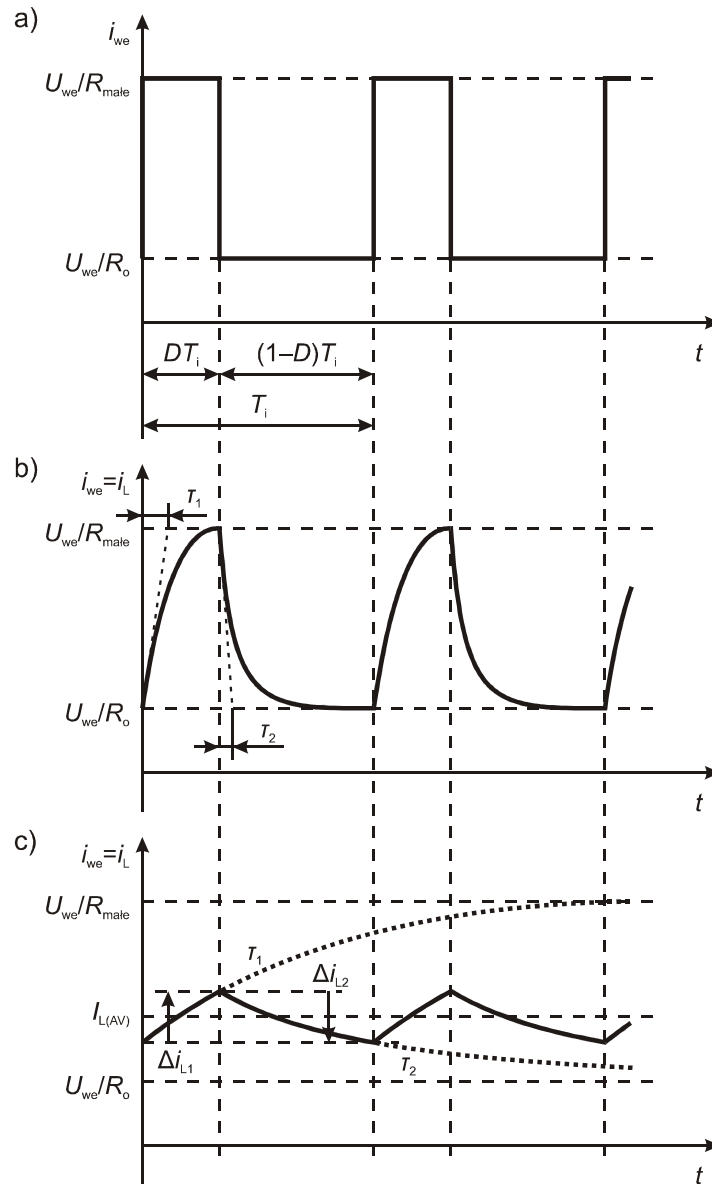 a)
i_we
U_we/R_małe
U_we/R_o
t
DT_i
(1–D)T_i
T_i
b)
i_we=i_L
τ_1
U_we/R_małe
U_we/R_o
τ_2
t
c)
i_we=i_L
U_we/R_małe
τ_1
Δi_L2
I_L(AV)
Δi_L1
τ_2
U_we/R_o
t